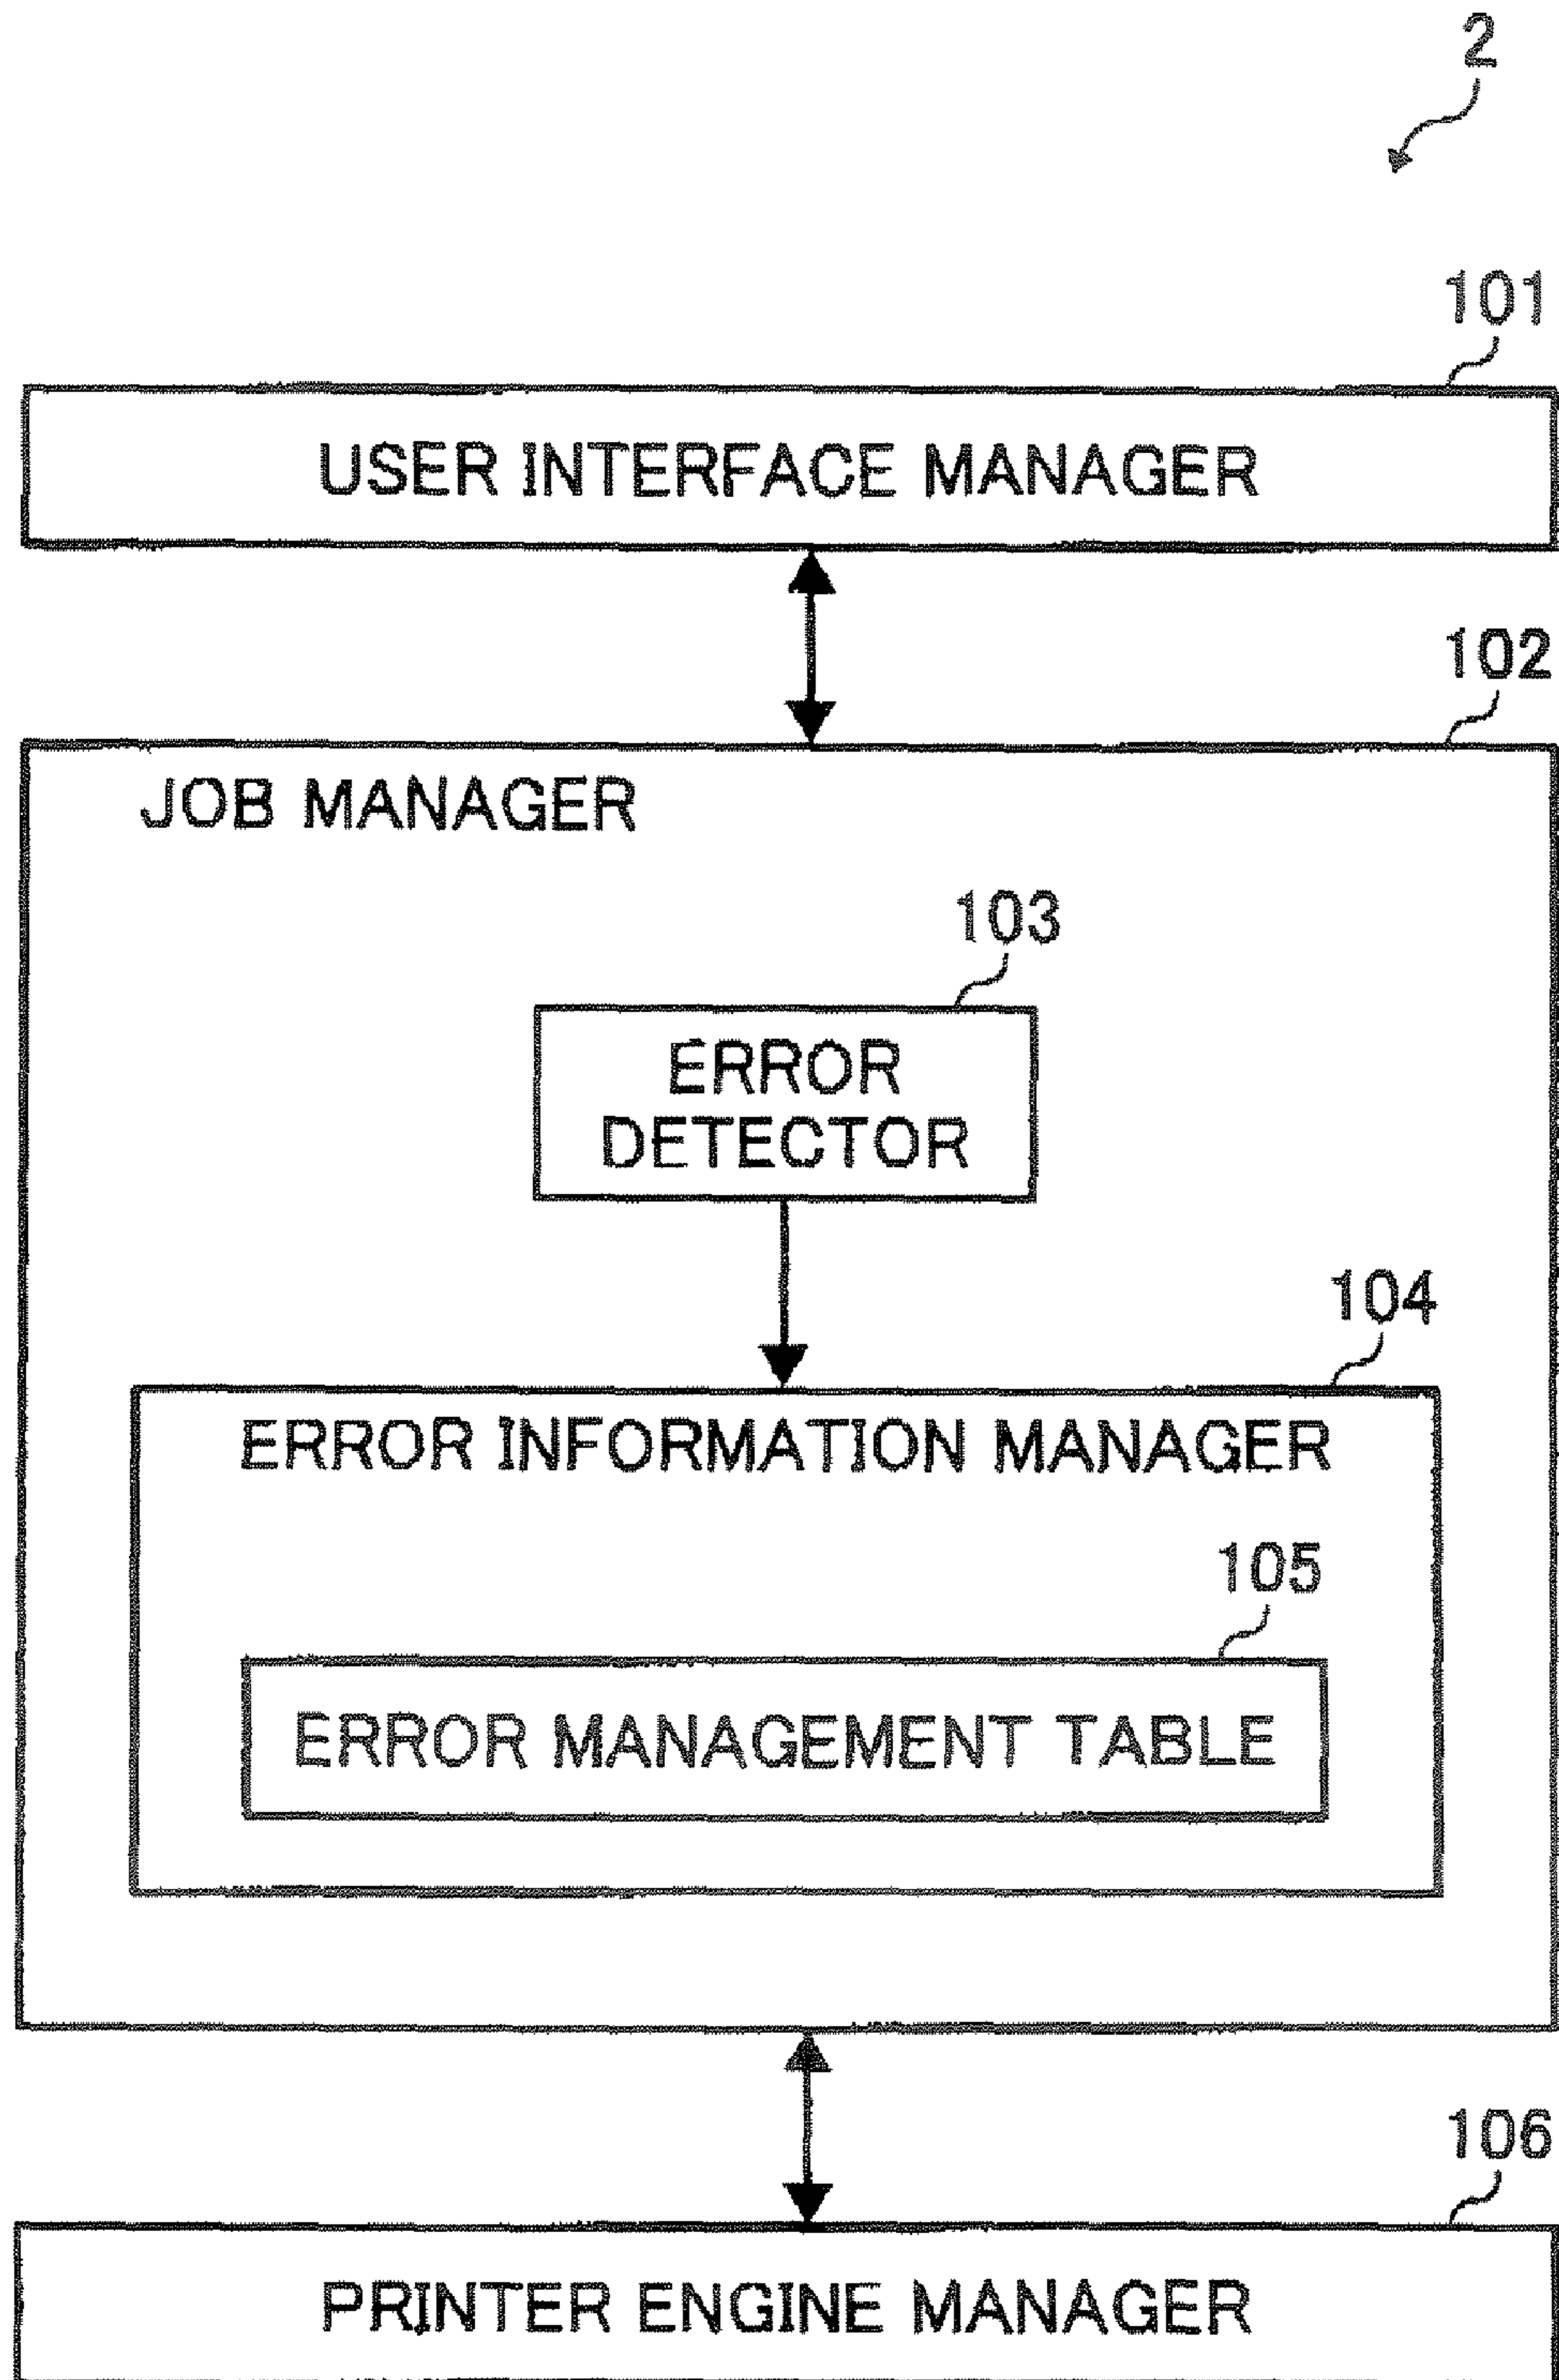 2
101
USER INTERFACE MANAGER
102
JOB MANAGER
103
ERROR
DETECTOR
104
ERROR INFORMATION MANAGER
105
ERROR MANAGEMENT TABLE
106
PRINTER ENGINE MANAGER